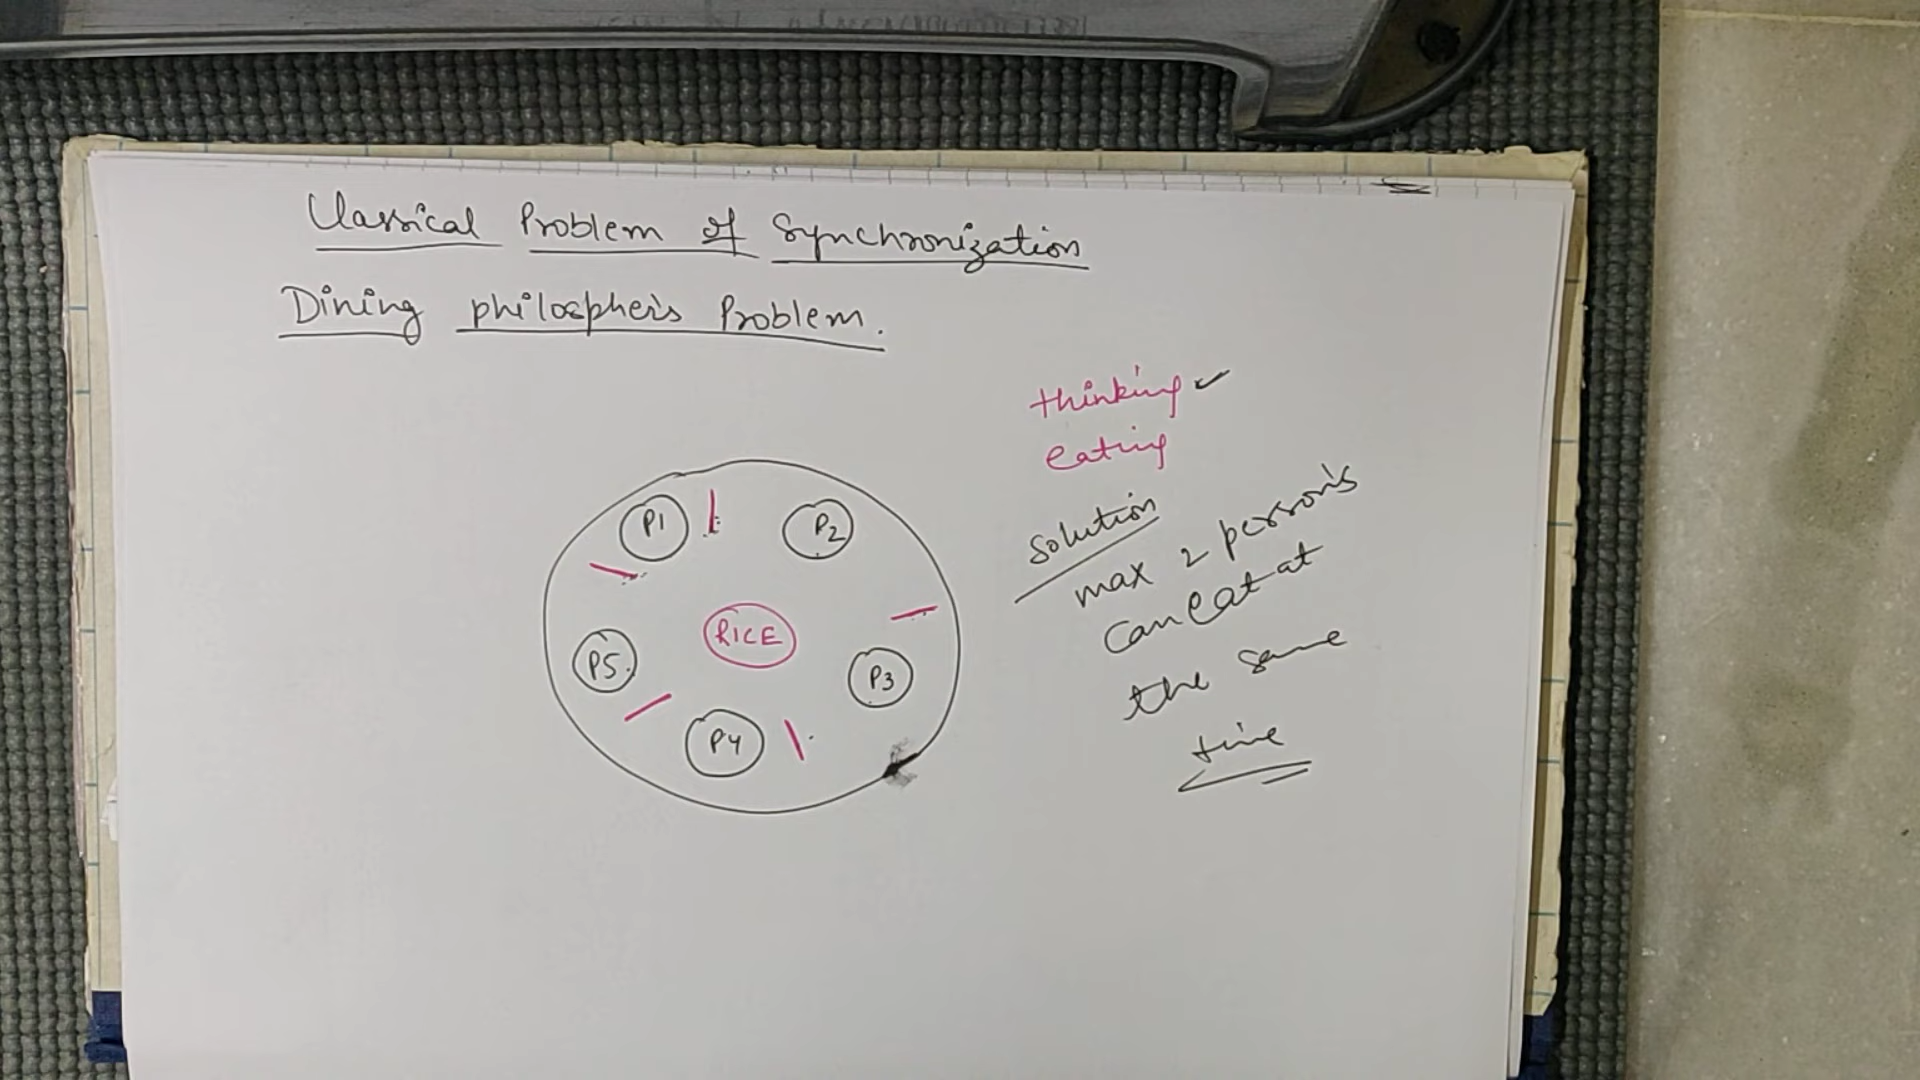 Classical Problem of Synchronization
Dining philospher's Problem.
thinking ✓
eating
Solution
max 2 person's
can eat at
the same
time
P1
P2
RICE
P5.
P3
P4